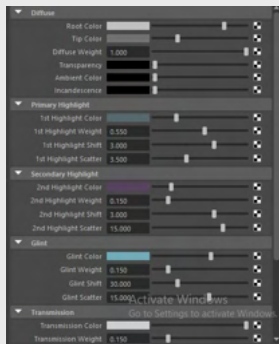 Diffuse
Root Color
Tip Color
Diffuse Weight 1.000
Transparency
Ambient Color
Incandescence
Primary Highlight
1st Highlight Color
1st Highlight Weight 0.550
1st Highlight Shift 3.000
1st Highlight Scatter 3.500
Secondary Highlight
2nd Highlight Color
2nd Highlight Weight 0.150
2nd Highlight Shift 3.000
2nd Highlight Scatter 15.000
Glint
Glint Color
Glint Weight 0.150
Glint Shift 30.000
Glint Scatter 15.000
Activate Windows
Go to Settings to activate Windows.
Transmission
Transmission Color
Transmission Weight 0.150